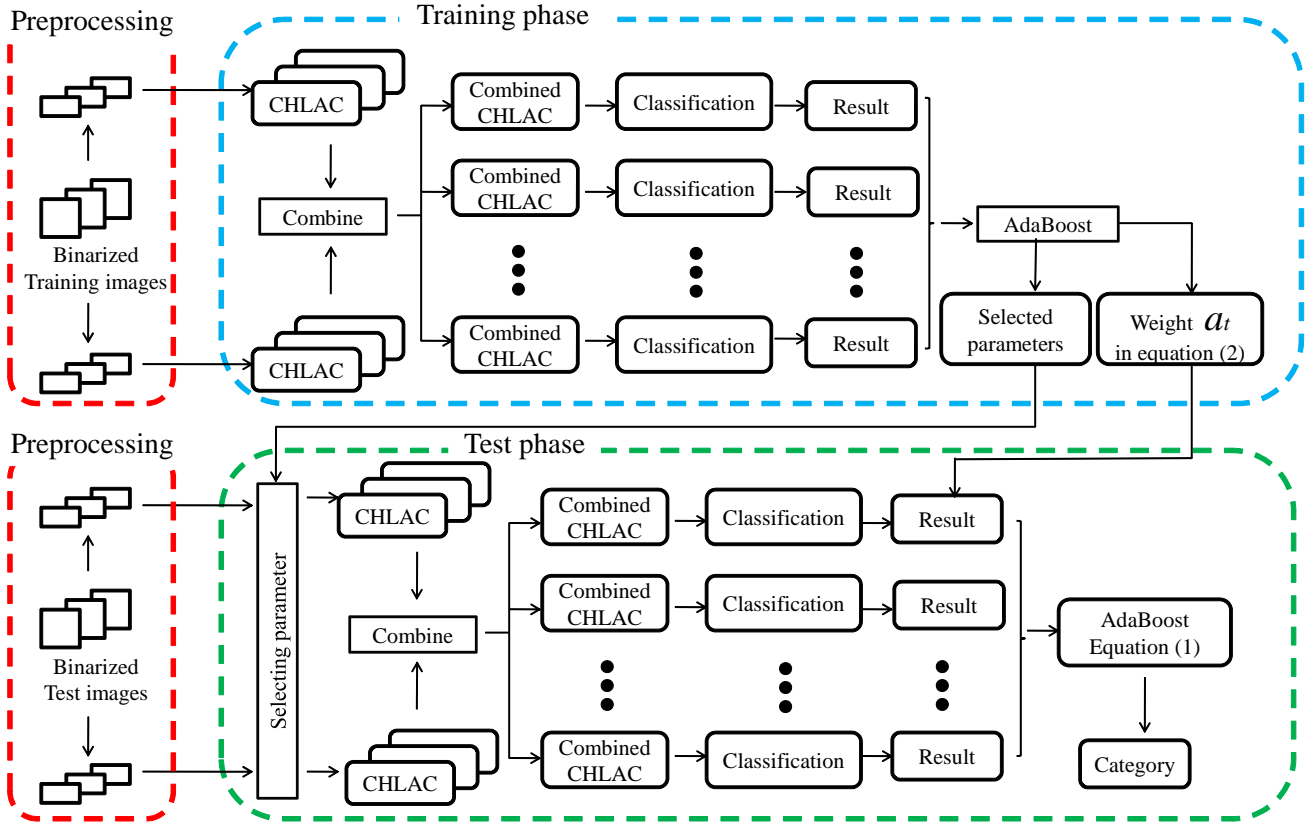 Preprocessing
Training phase
CHLAC
Combined
CHLAC
Classification
Result
Combined
CHLAC
Classification
Result
Combine
AdaBoost
Binarized
Training images
Combined
CHLAC
Classification
Result
Selected
parameters
Weight at
in equation (2)
CHLAC
Preprocessing
Test phase
Selecting parameter
CHLAC
Combined
CHLAC
Classification
Result
Combined
CHLAC
Classification
Result
Combine
AdaBoost
Equation (1)
Binarized
Test images
Combined
CHLAC
Classification
Result
CHLAC
Category